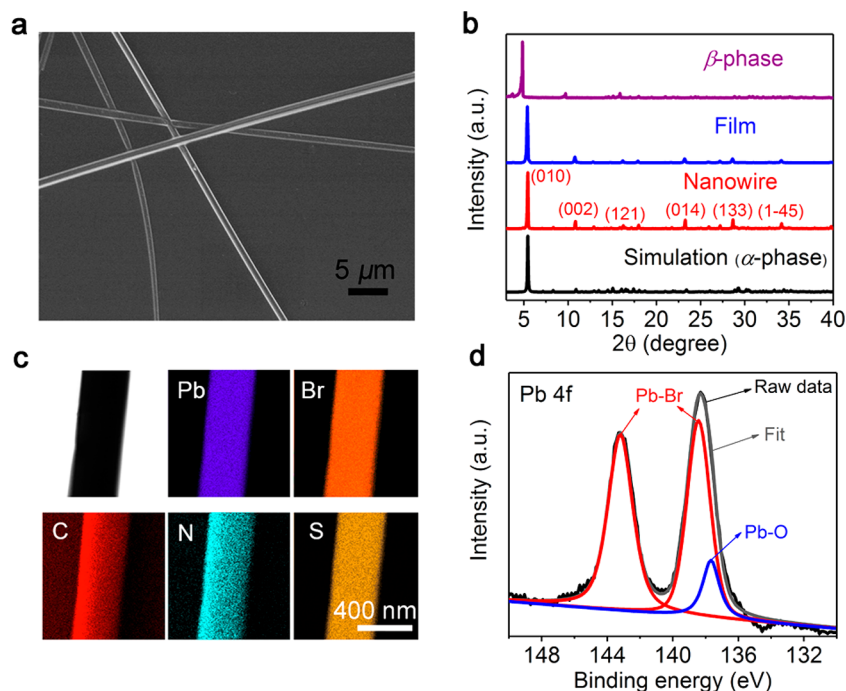 a
5 μm
b
Intensity (a.u.)
β-phase
Film
Nanowire
(010)
(002)
(121)
(014)
(133)
(1-45)
Simulation (α-phase)
5 10 15 20 25 30 35 40
2θ (degree)
c
Pb
Br
C
N
S
400 nm
d
Intensity (a.u.)
Pb 4f
Pb-Br
Raw data
Fit
Pb-O
148 144 140 136 132
Binding energy (eV)